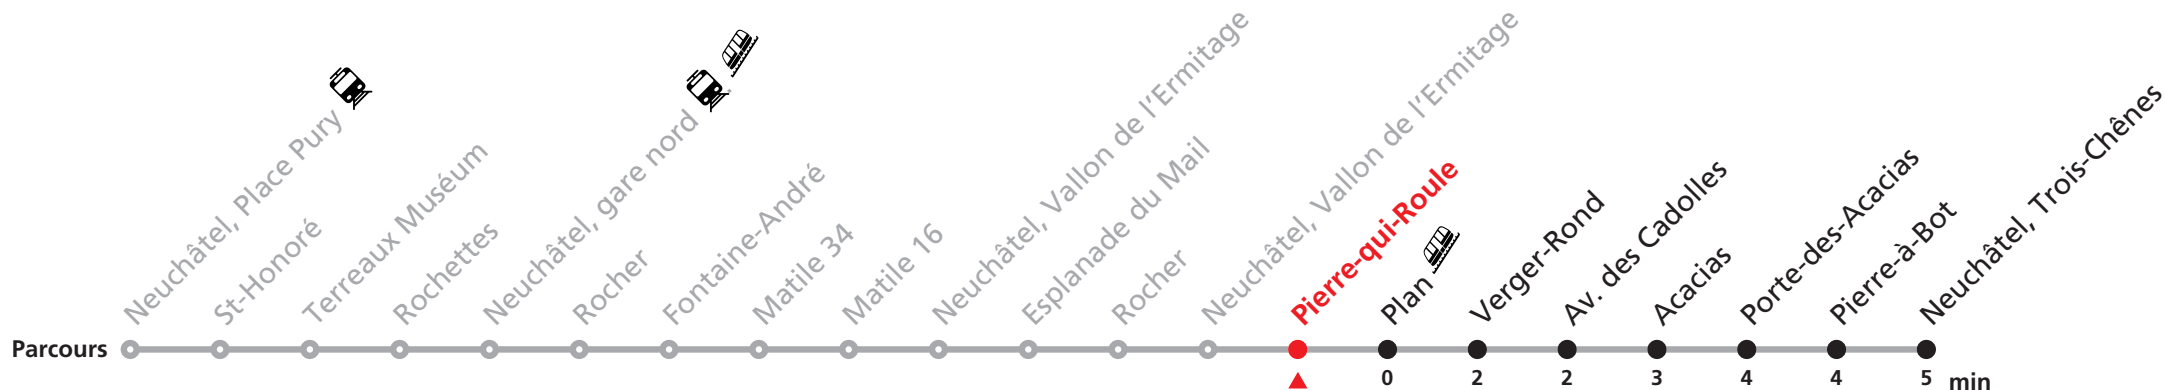 Neuchâtel, Place Pury
St-Honoré
Terreaux Muséum
Rochettes
Neuchâtel, gare nord
Rocher
Fontaine-André
Matile 34
Matile 16
Neuchâtel, Vallon de l'Ermitage
Esplanade du Mail
Rocher
Neuchâtel, Vallon de l'Ermitage
Pierre-qui-Roule
Plan
Verger-Rond
Av. des Cadolles
Acacias
Porte-des-Acacias
Pierre-à-Bot
Neuchâtel, Trois-Chênes
Parcours
0 2 2 3 4 4 5 min